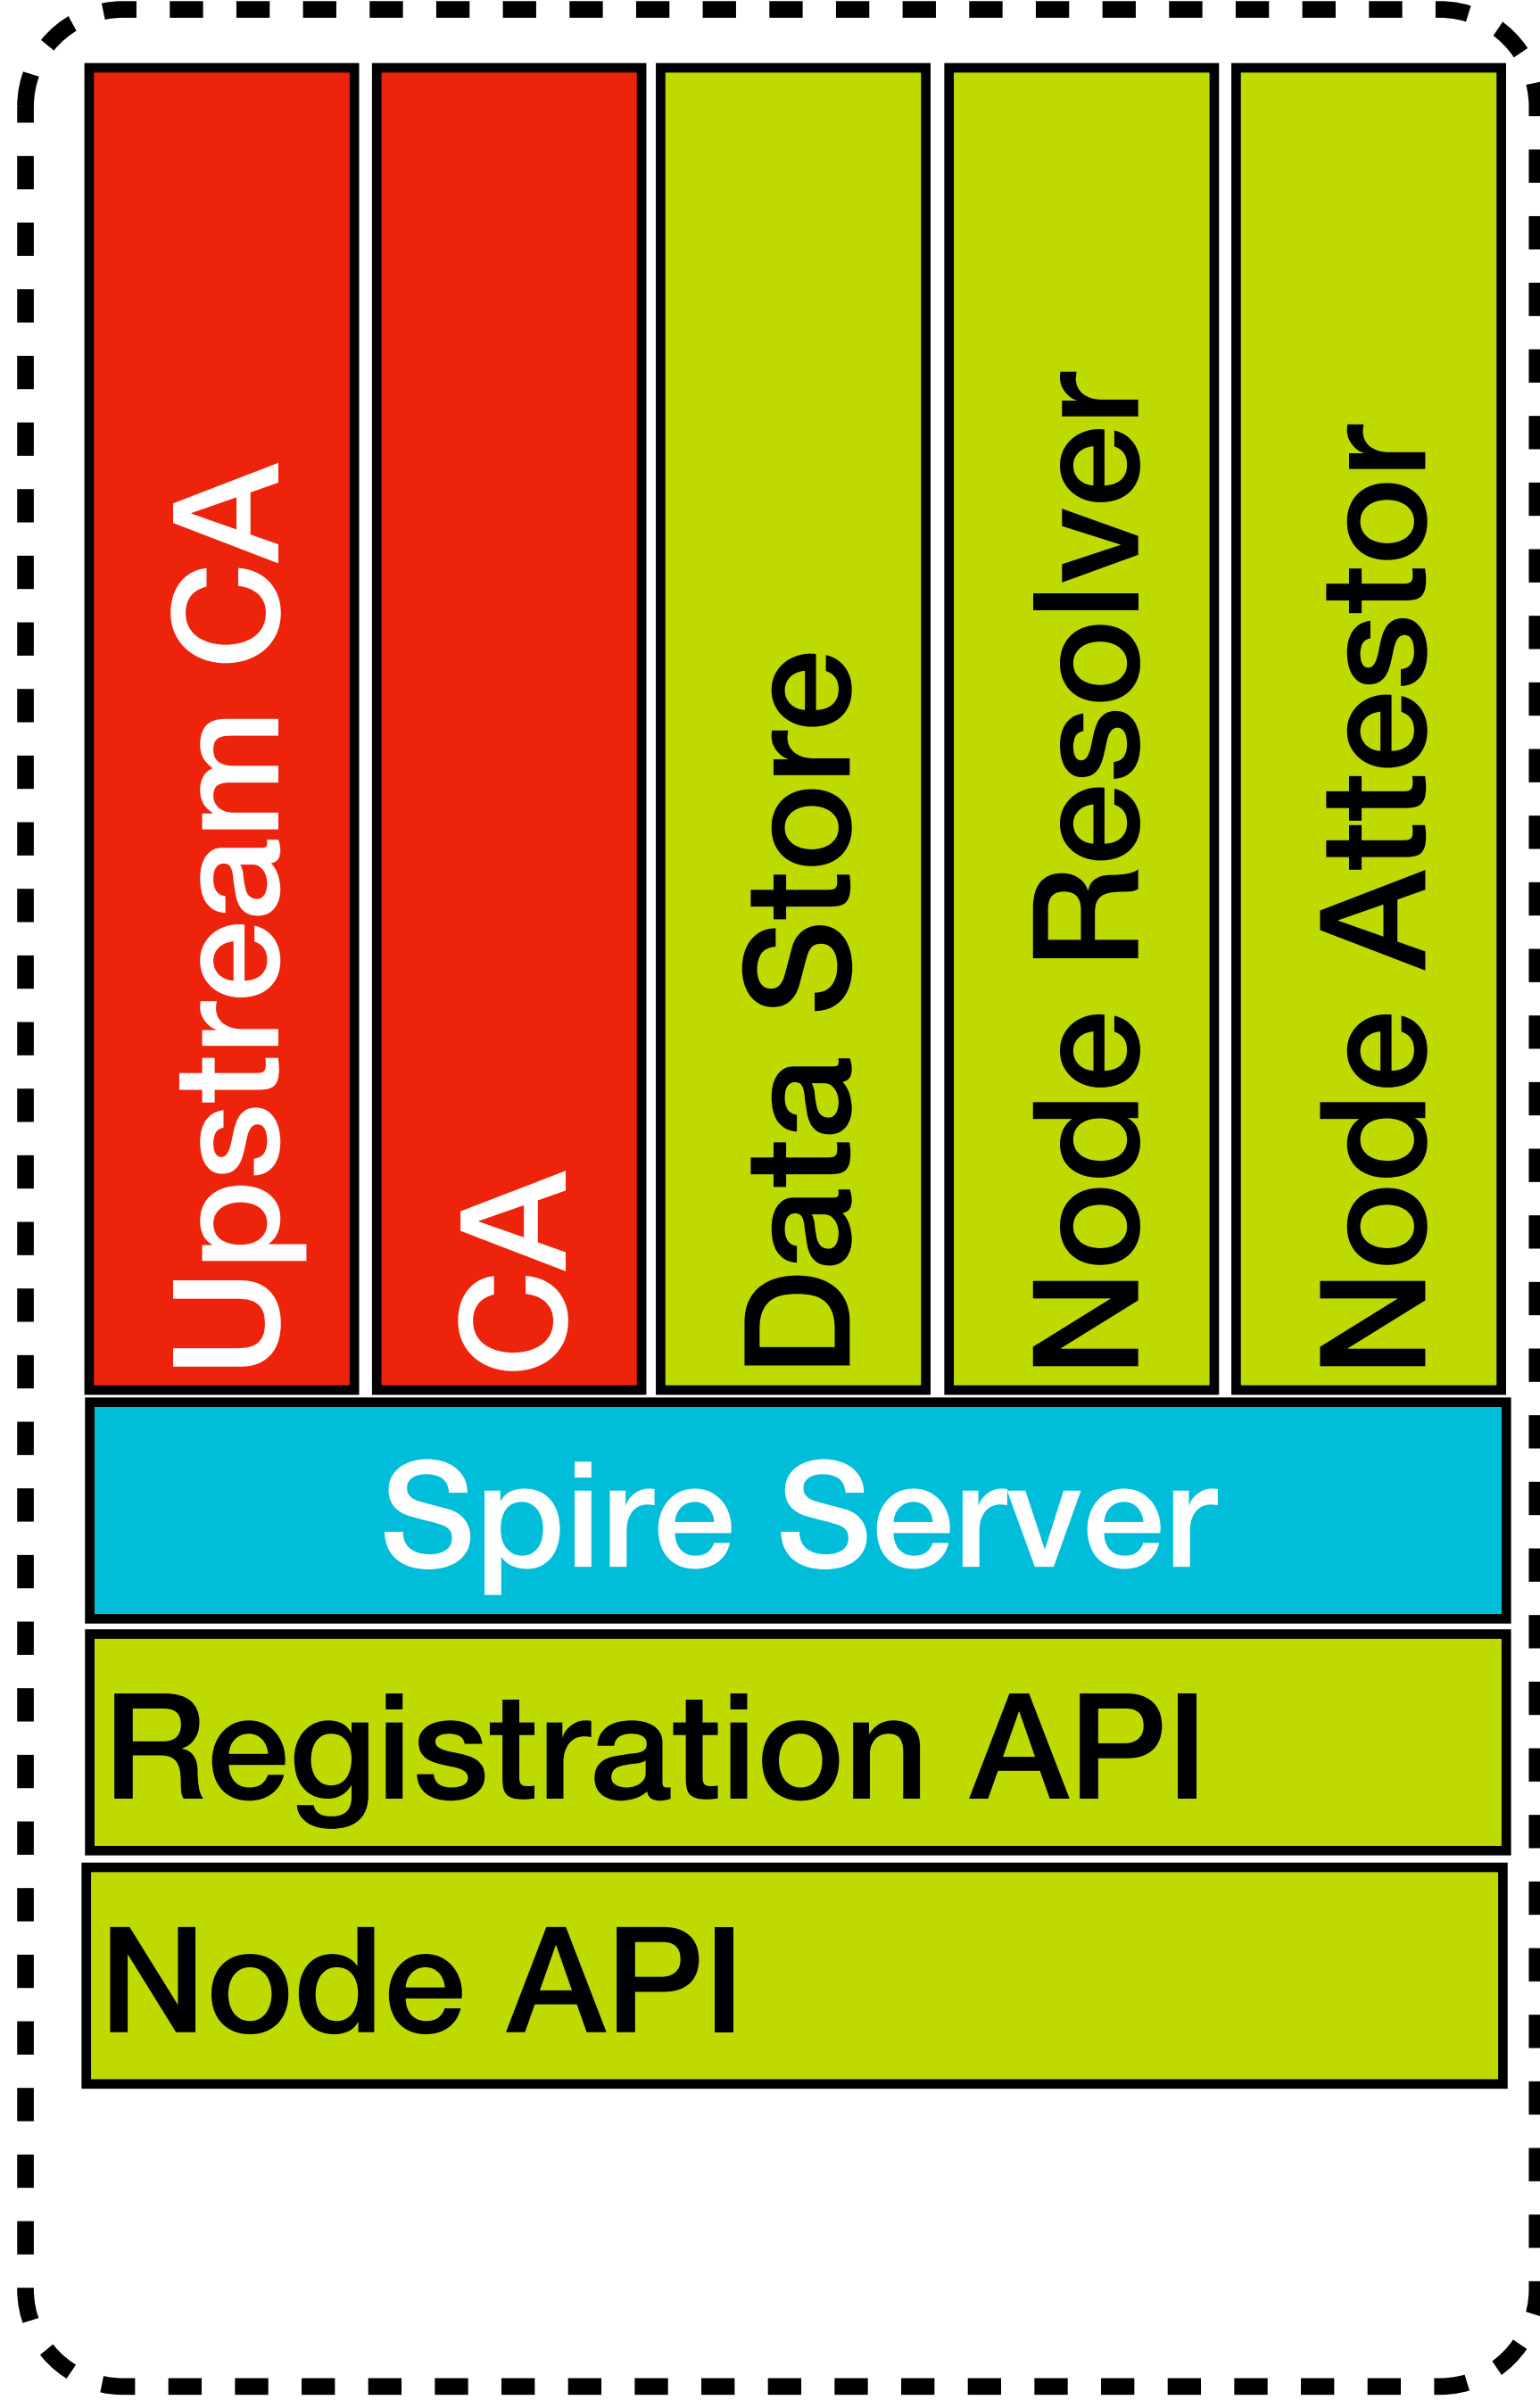 Upstream CA
CA
Data Store
Node Resolver
Node Attestor
Spire Server
Registration API
Node API